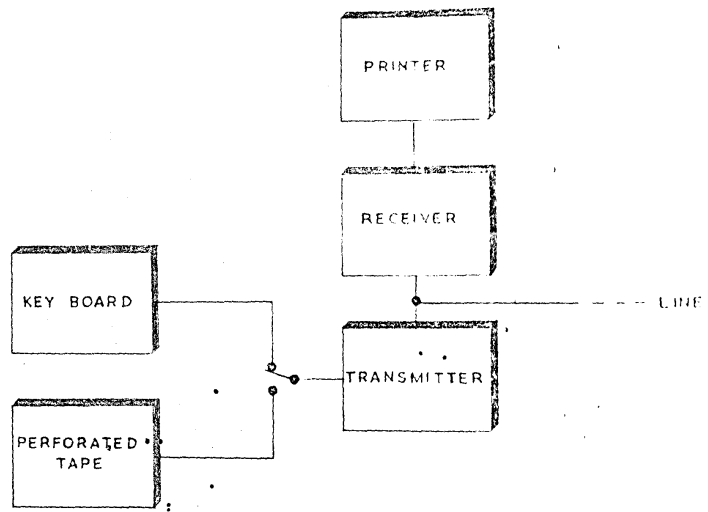 PRINTER
RECEIVER
KEY BOARD
LINE
TRANSMITTER
PERFORATED
TAPE